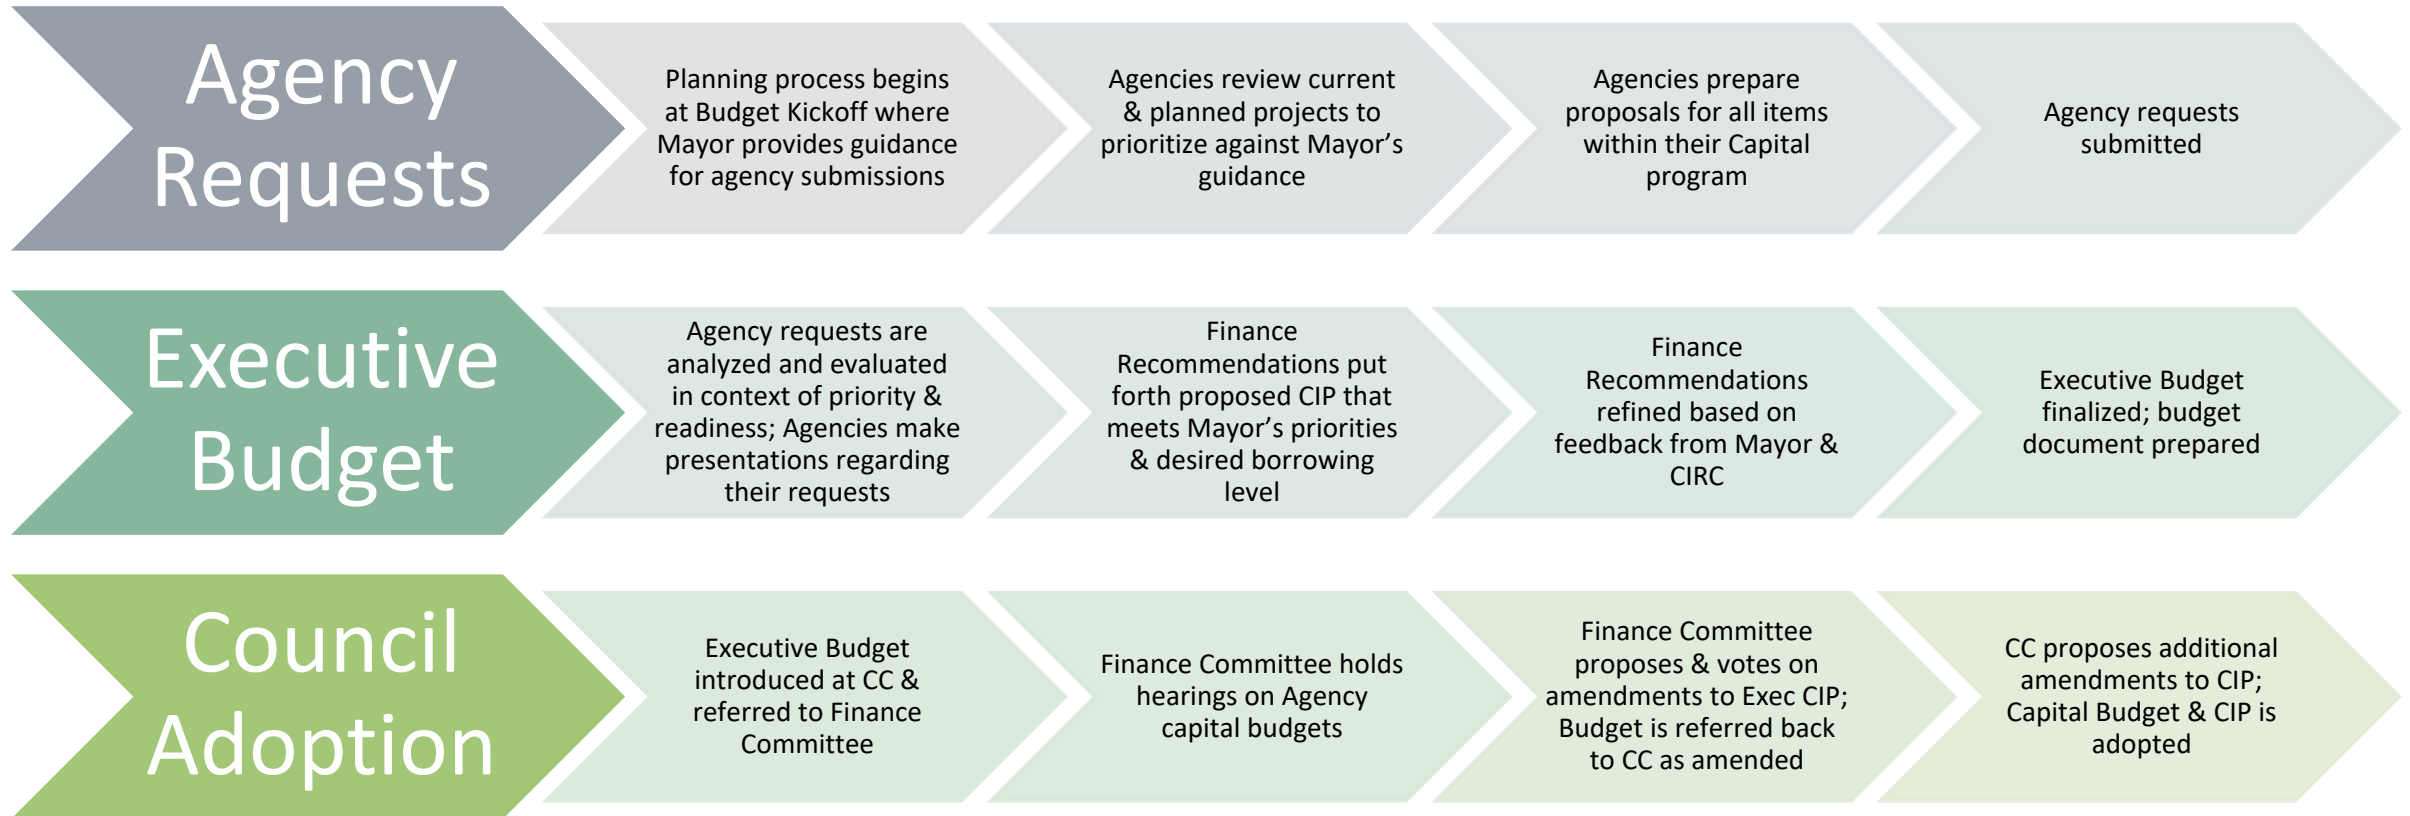 Agency
Requests
Planning process begins
at Budget Kickoff where
Mayor provides guidance
for agency submissions
Agencies review current
& planned projects to
prioritize against Mayor’s
guidance
Agencies prepare
proposals for all items
within their Capital
program
Agency requests
submitted
Executive
Budget
Agency requests are
analyzed and evaluated
in context of priority &
readiness; Agencies make
presentations regarding
their requests
Finance
Recommendations put
forth proposed CIP that
meets Mayor’s priorities
& desired borrowing
level
Finance
Recommendations
refined based on
feedback from Mayor &
CIRC
Executive Budget
finalized; budget
document prepared
Council
Adoption
Executive Budget
introduced at CC &
referred to Finance
Committee
Finance Committee holds
hearings on Agency
capital budgets
Finance Committee
proposes & votes on
amendments to Exec CIP;
Budget is referred back
to CC as amended
CC proposes additional
amendments to CIP;
Capital Budget & CIP is
adopted